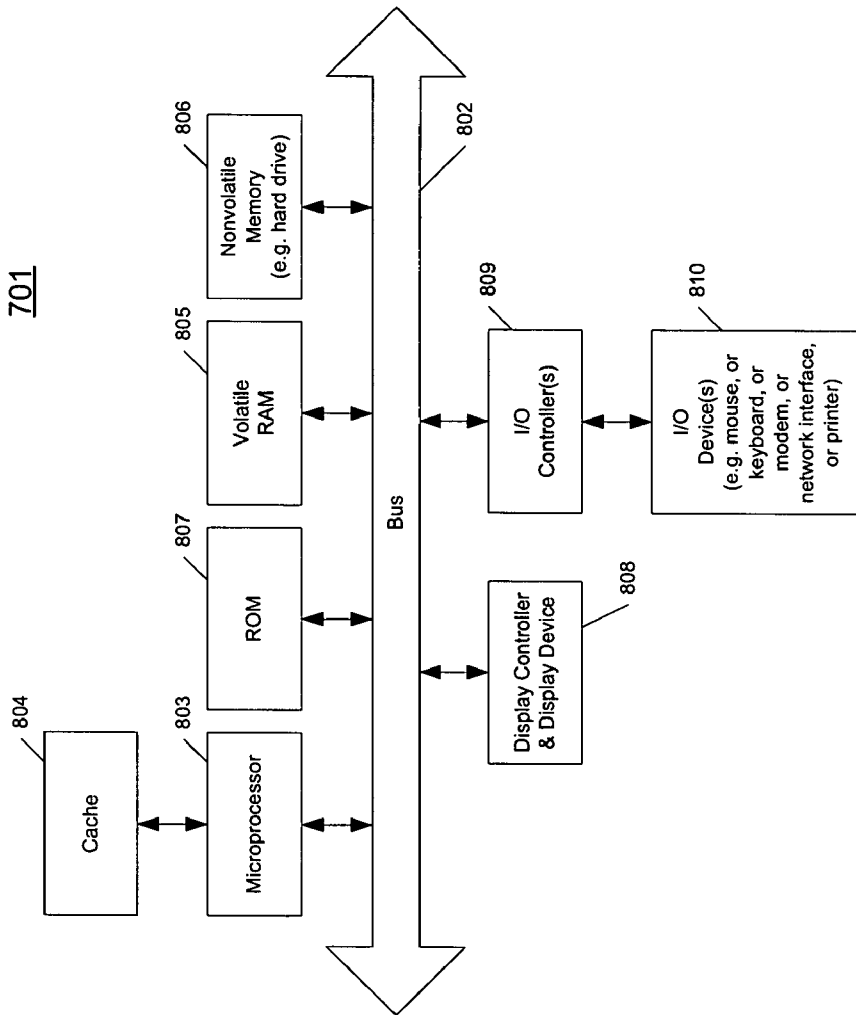 701
804
Cache
803
Microprocessor
807
ROM
805
Volatile
RAM
806
Nonvolatile
Memory
(e.g. hard drive)
Bus
802
Display Controller
& Display Device
808
I/O
Controller(s)
809
I/O
Device(s)
(e.g. mouse, or
keyboard, or
modem, or
network interface,
or printer)
810